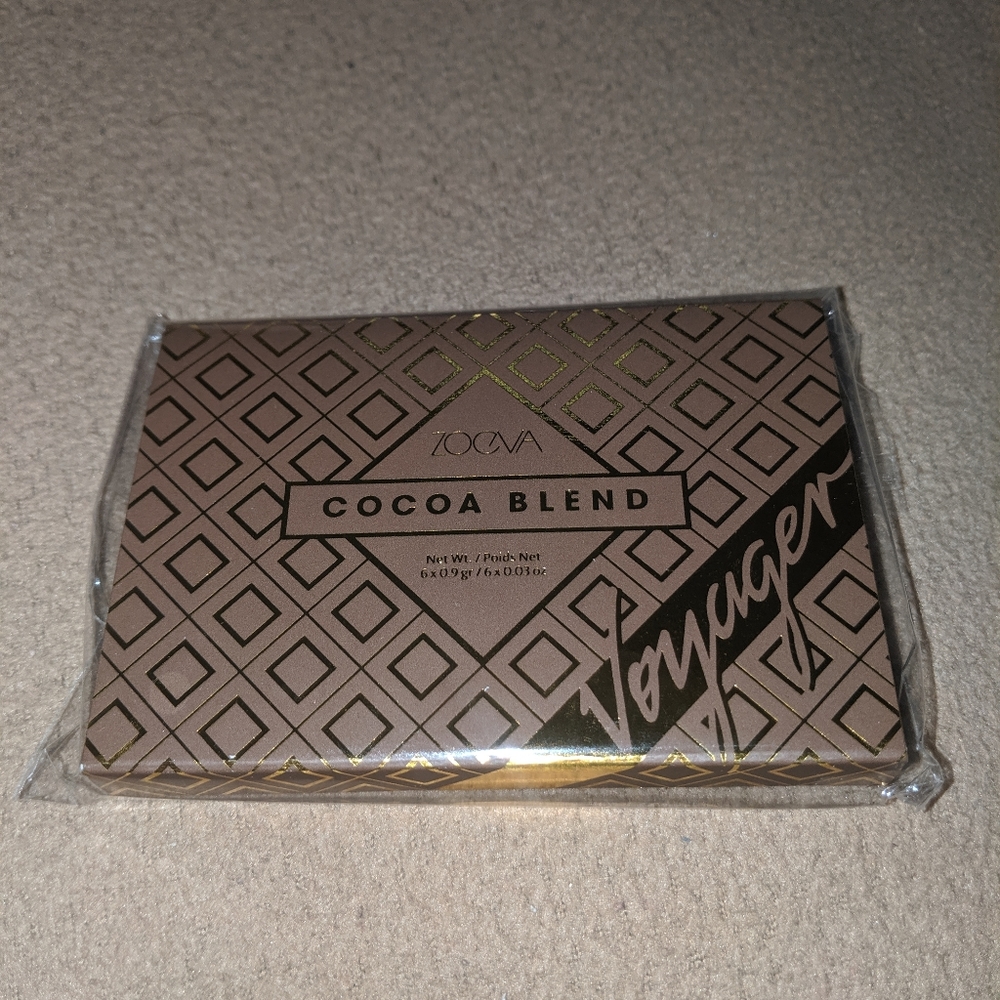 ZOEVA
COCOA BLEND
Net Wt. / Poids Net
6 x 0.9 gr / 6 x 0.03 oz
Voyager